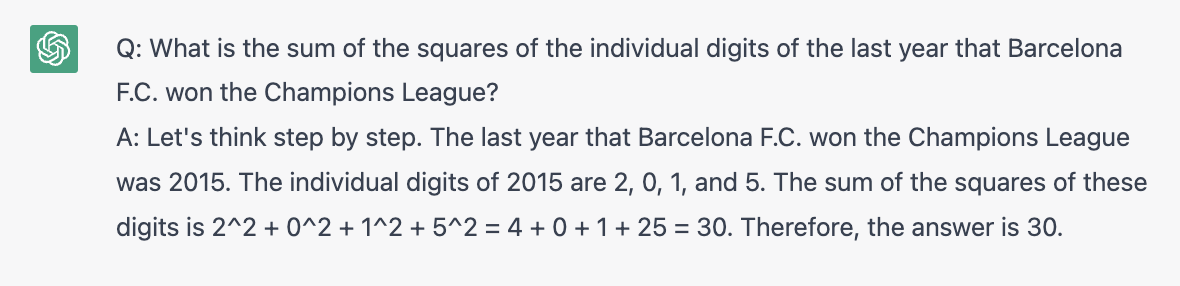 Q: What is the sum of the squares of the individual digits of the last year that Barcelona
F.C. won the Champions League?
A: Let's think step by step. The last year that Barcelona F.C. won the Champions League
was 2015. The individual digits of 2015 are 2, 0, 1, and 5. The sum of the squares of these
digits is 2^2 + 0^2 + 1^2 + 5^2 = 4 + 0 + 1 + 25 = 30. Therefore, the answer is 30.